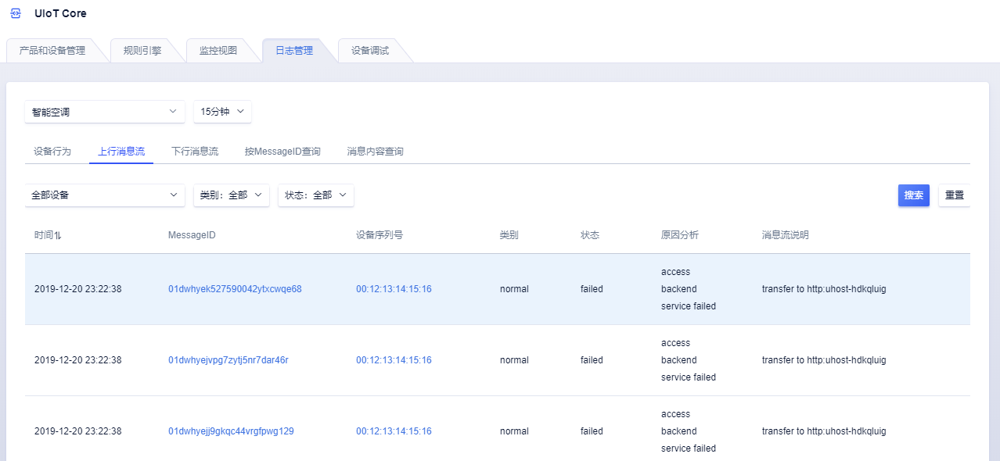 UIoT Core
产品和设备管理 规则引擎 监控视图 日志管理 设备调试
智能空调 15分钟
设备行为 上行消息流 下行消息流 按MessageID查询 消息内容查询
全部设备 类别：全部 状态：全部 搜索 重置
时间 MessageID 设备序列号 类别 状态 原因分析 消息流说明
2019-12-20 23:22:38 01dwhyek527590042ytxcwqe68 00:12:13:14:15:16 normal failed access backend service failed transfer to http:uhost-hdkqluig
2019-12-20 23:22:38 01dwhyejvpg7zytj5nr7dar46r 00:12:13:14:15:16 normal failed access backend service failed transfer to http:uhost-hdkqluig
2019-12-20 23:22:38 01dwhyejj9gkqc44vrgfpwg129 00:12:13:14:15:16 normal failed access backend service failed transfer to http:uhost-hdkqluig